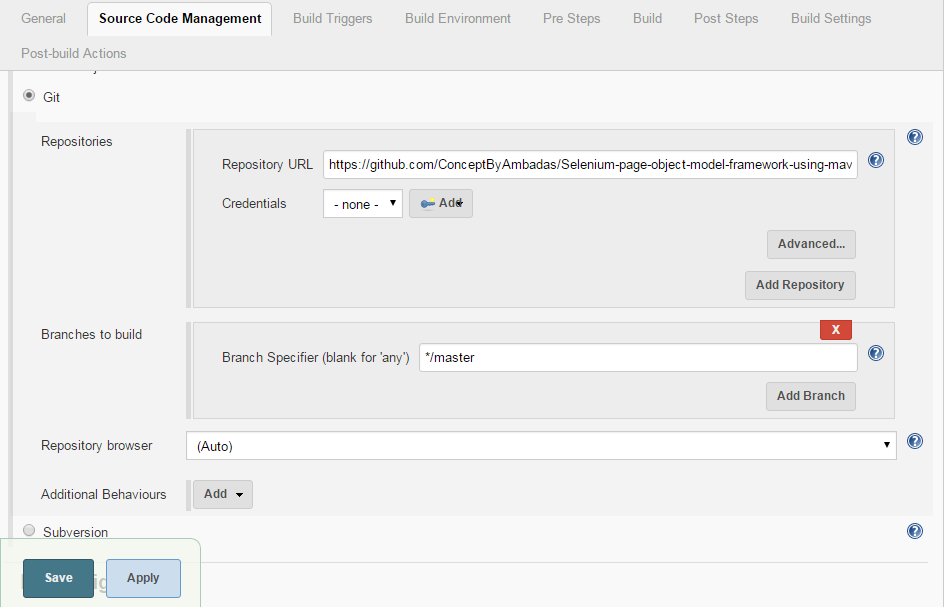 General Source Code Management Build Triggers Build Environment Pre Steps Build Post Steps Build Settings
Post-build Actions
Git
Repositories
Repository URL https://github.com/ConceptByAmbadas/Selenium-page-object-model-framework-using-mav
Credentials - none - Add
Advanced...
Add Repository
Branches to build
X
Branch Specifier (blank for 'any') */master
Add Branch
Repository browser (Auto)
Additional Behaviours Add
Subversion
Save Apply